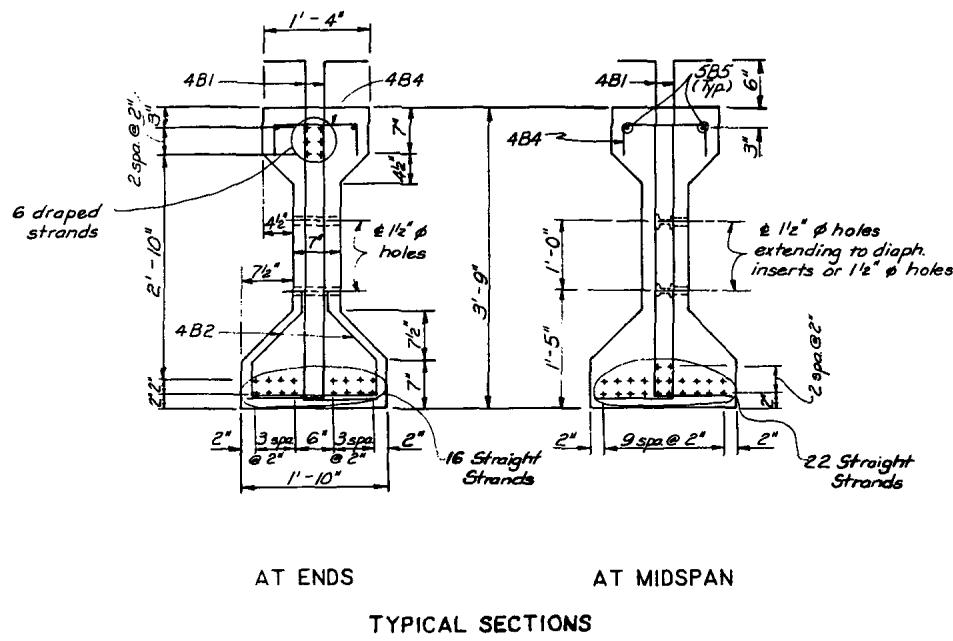 1'-4"
4B1
4B4
2 spa. @ 2"
3"
7"
4½"
6 draped
strands
2'-10"
4½"
7"
7½"
℄ 1½" ϕ
holes
4B2
7½"
7"
2" 2"
2"
3 spa.
@ 2"
6"
3 spa.
@ 2"
2"
1'-10"
16 Straight
Strands
3'-9"
4B1
5B5
(Typ.)
6"
3"
4B4
1'-0"
℄ 1½" ϕ holes
extending to diaph.
inserts or 1½" ϕ holes
1'-5"
2 spa. @ 2"
2"
2"
9 spa. @ 2"
2"
22 Straight
Strands
AT ENDS
AT MIDSPAN
TYPICAL SECTIONS